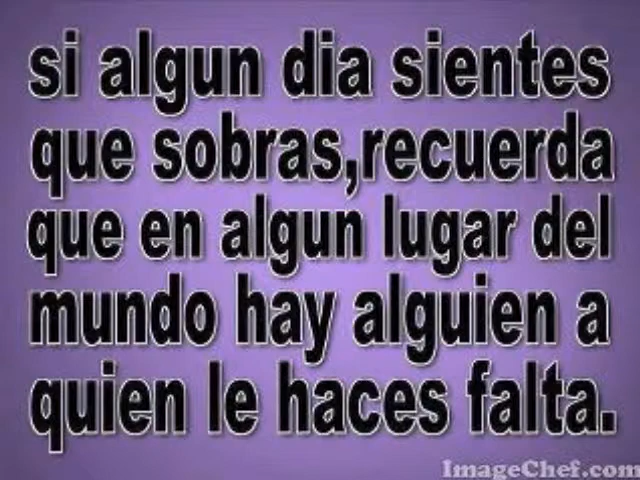 si algun dia sientes
que sobras,recuerda
que en algun lugar del
mundo hay alguien a
quien le haces falta.
ImageChef.com